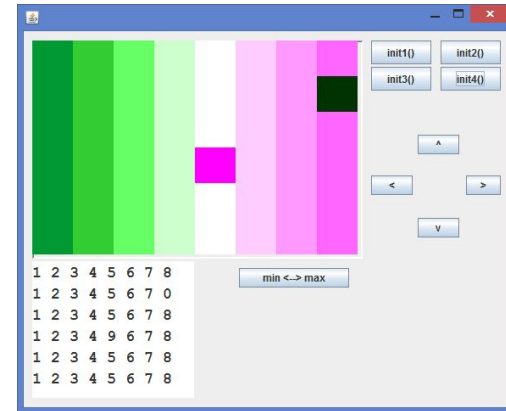 init1() init2()
init3() init4()
^
< >
v
min <--> max
1 2 3 4 5 6 7 8
1 2 3 4 5 6 7 0
1 2 3 4 5 6 7 8
1 2 3 4 9 6 7 8
1 2 3 4 5 6 7 8
1 2 3 4 5 6 7 8